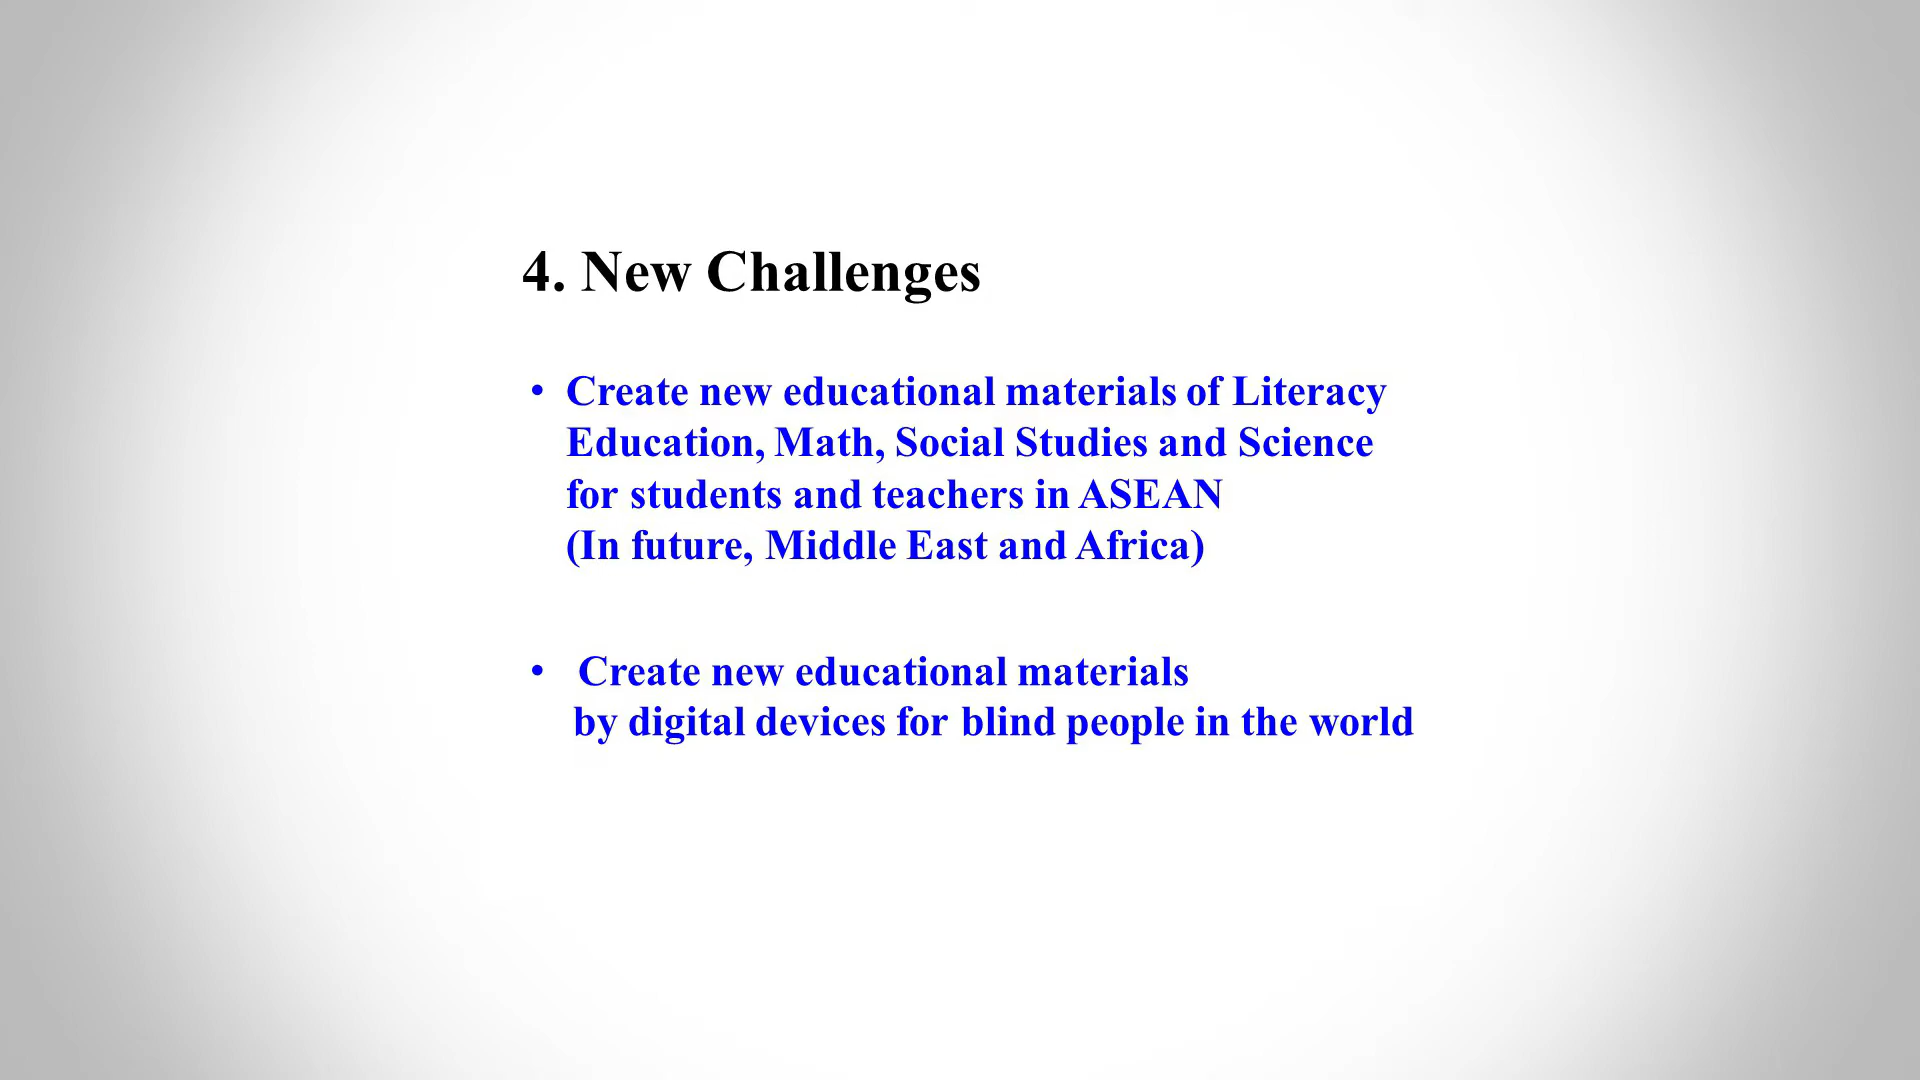 4. New Challenges
• Create new educational materials of Literacy
Education, Math, Social Studies and Science
for students and teachers in ASEAN
(In future, Middle East and Africa)
• Create new educational materials
by digital devices for blind people in the world